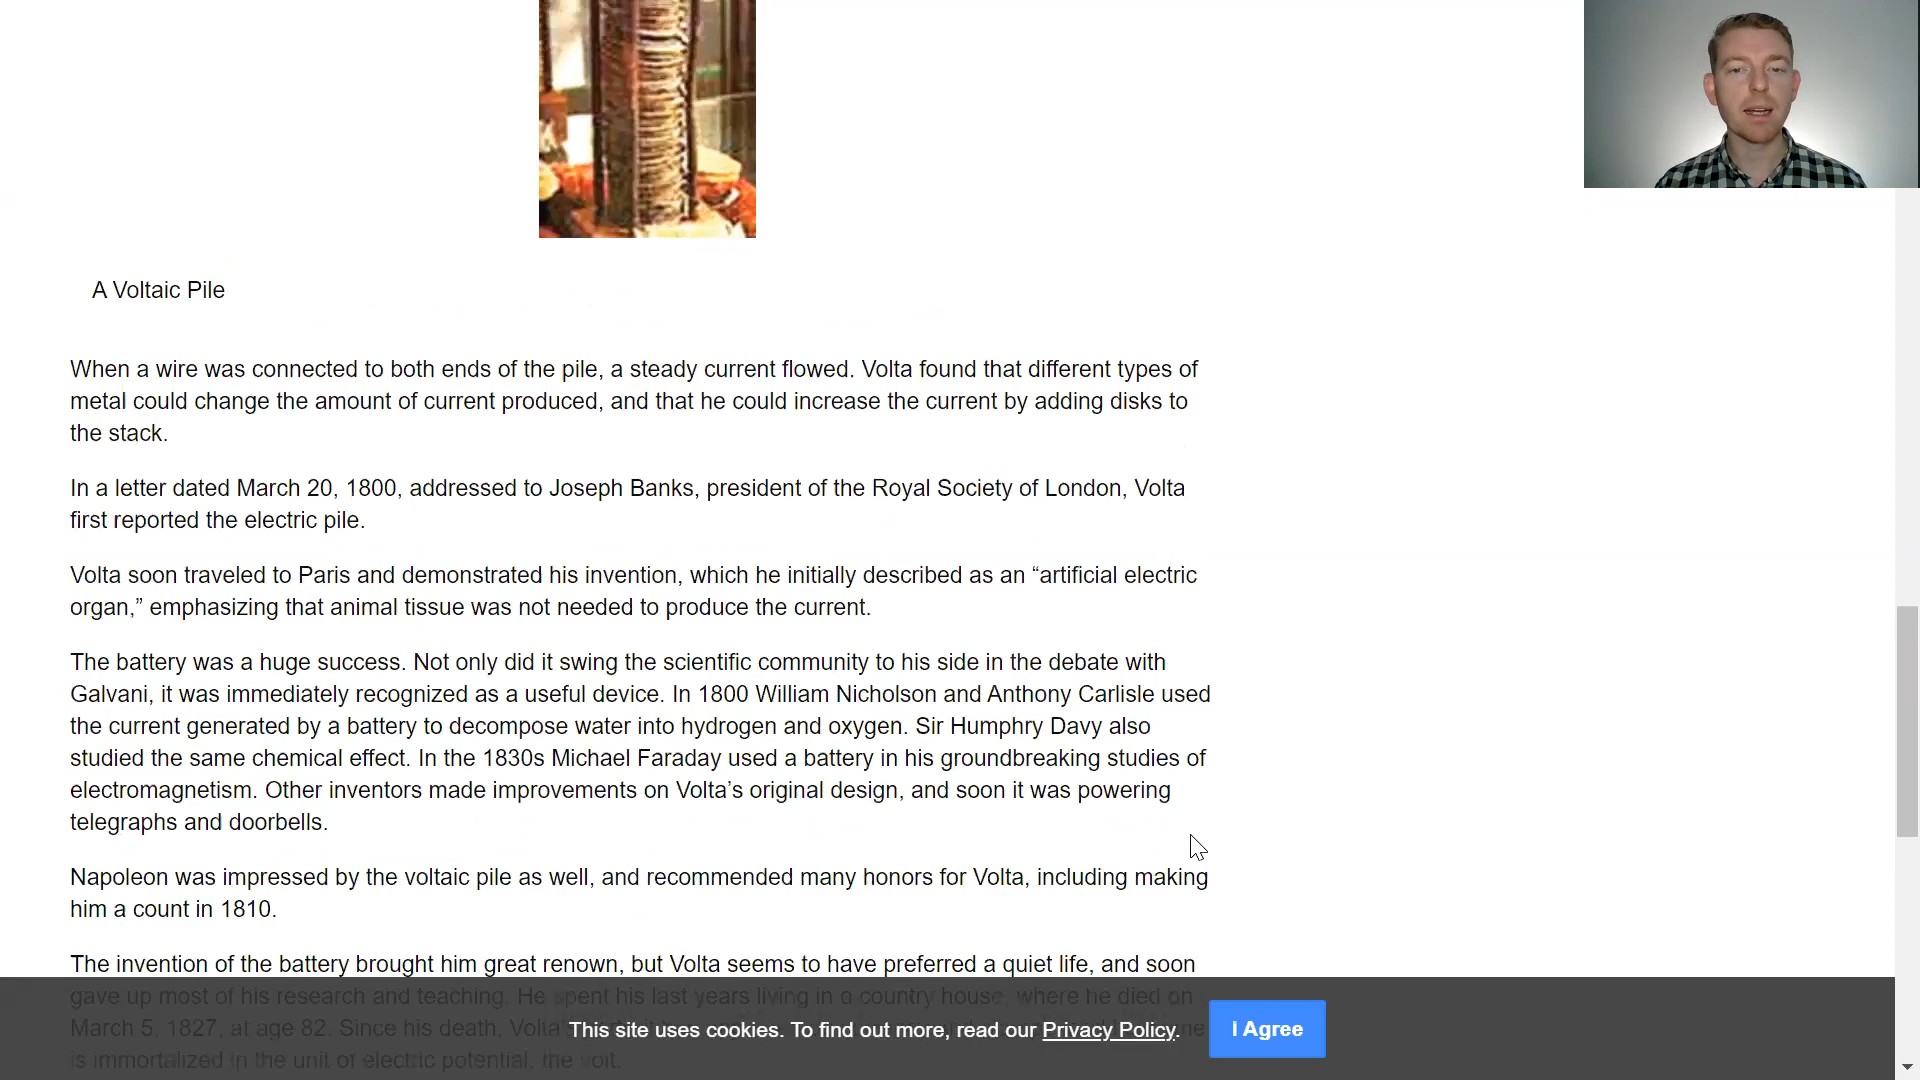 A Voltaic Pile
When a wire was connected to both ends of the pile, a steady current flowed. Volta found that different types of
metal could change the amount of current produced, and that he could increase the current by adding disks to
the stack.
In a letter dated March 20, 1800, addressed to Joseph Banks, president of the Royal Society of London, Volta
first reported the electric pile.
Volta soon traveled to Paris and demonstrated his invention, which he initially described as an “artificial electric
organ,” emphasizing that animal tissue was not needed to produce the current.
The battery was a huge success. Not only did it swing the scientific community to his side in the debate with
Galvani, it was immediately recognized as a useful device. In 1800 William Nicholson and Anthony Carlisle used
the current generated by a battery to decompose water into hydrogen and oxygen. Sir Humphry Davy also
studied the same chemical effect. In the 1830s Michael Faraday used a battery in his groundbreaking studies of
electromagnetism. Other inventors made improvements on Volta’s original design, and soon it was powering
telegraphs and doorbells.
Napoleon was impressed by the voltaic pile as well, and recommended many honors for Volta, including making
him a count in 1810.
The invention of the battery brought him great renown, but Volta seems to have preferred a quiet life, and soon
gave up most of his research and teaching. He spent his last years living in a country house, where he died on
March 5, 1827, at age 82. Since his death,
is immortalized in the unit of electric potential, the volt.
This site uses cookies. To find out more, read our Privacy Policy.
I Agree